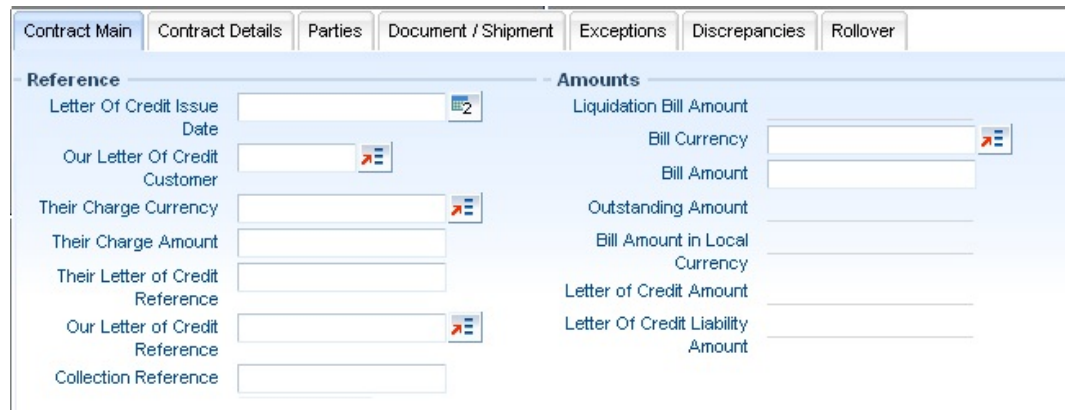 Contract Main Contract Details Parties Document / Shipment Exceptions Discrepancies Rollover
Reference
Letter Of Credit Issue
Date
2
Our Letter Of Credit
Customer
Their Charge Currency
Their Charge Amount
Their Letter of Credit
Reference
Our Letter of Credit
Reference
Collection Reference
Amounts
Liquidation Bill Amount
Bill Currency
Bill Amount
Outstanding Amount
Bill Amount in Local
Currency
Letter of Credit Amount
Letter Of Credit Liability
Amount